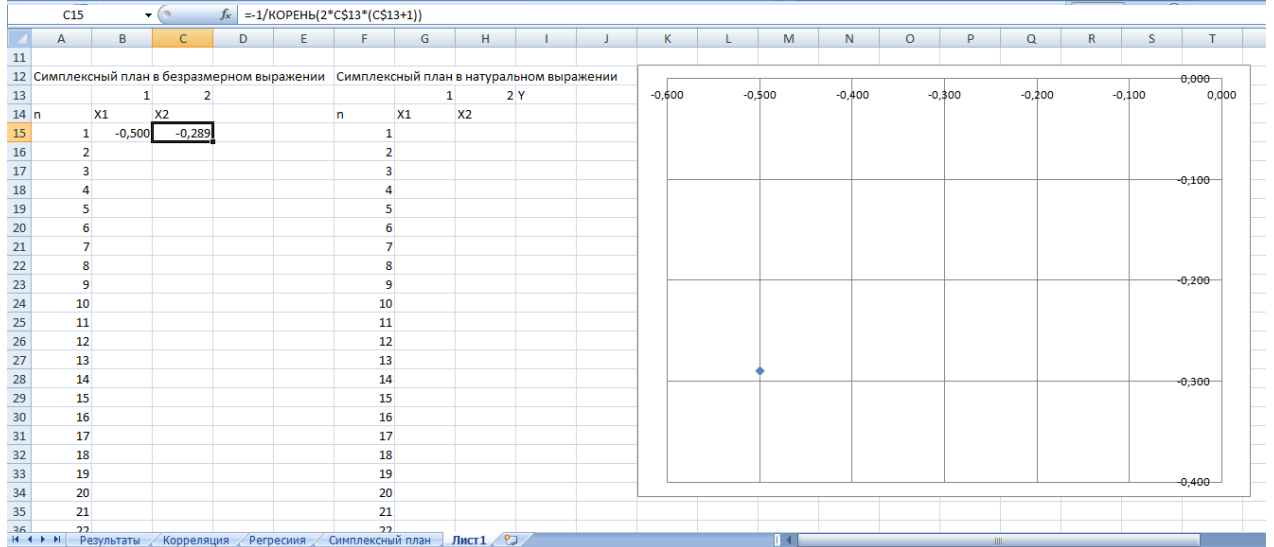 C15 fx =-1/КОРЕНЬ(2*C$13*(C$13+1))
A B C D E F G H I J K L M N O P Q R S T
11
12 Симплексный план в безразмерном выражении Симплексный план в натуральном выражении
13 1 2 1 2 Y
14 n X1 X2 n X1 X2
15 1 -0,500 -0,289 1
16 2 2
17 3 3
18 4 4
19 5 5
20 6 6
21 7 7
22 8 8
23 9 9
24 10 10
25 11 11
26 12 12
27 13 13
28 14 14
29 15 15
30 16 16
31 17 17
32 18 18
33 19 19
34 20 20
35 21 21
36 22 22
0,000
-0,600 -0,500 -0,400 -0,300 -0,200 -0,100 0,000
-0,100
-0,200
-0,300
-0,400
Результаты Корреляция Регресиия Симплексный план Лист1